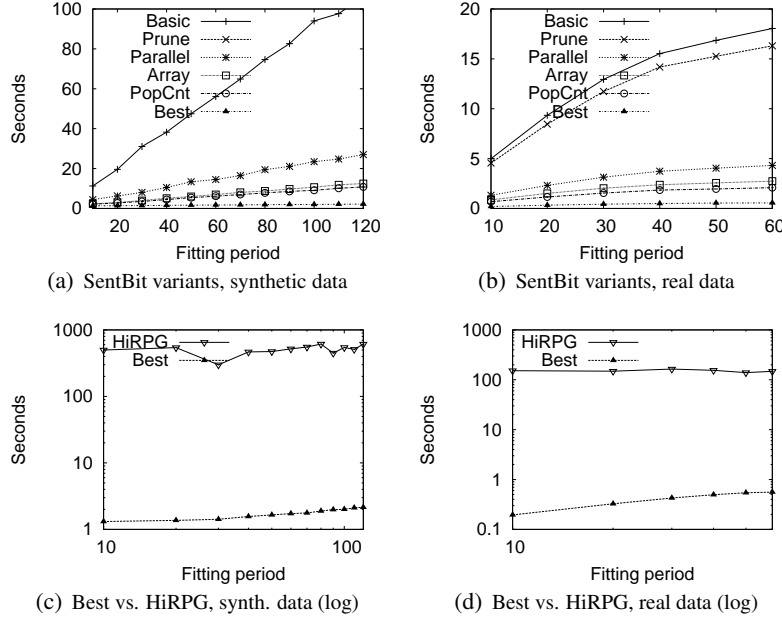 100
80
60
40
20
0
Seconds
Basic
Prune
Parallel
Array
PopCnt
Best
20 40 60 80 100 120
Fitting period
(a) SentBit variants, synthetic data
20
15
10
5
0
Seconds
Basic
Prune
Parallel
Array
PopCnt
Best
10 20 30 40 50 60
Fitting period
(b) SentBit variants, real data
1000
100
10
1
Seconds
HiRPG
Best
10 100
Fitting period
(c) Best vs. HiRPG, synth. data (log)
1000
100
10
1
0.1
Seconds
HiRPG
Best
10
Fitting period
(d) Best vs. HiRPG, real data (log)